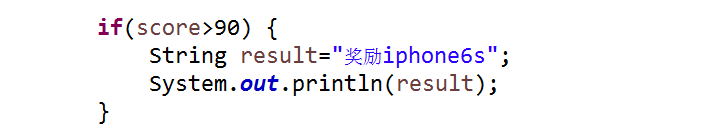 if(score>90) {
    String result="奖励iphone6s";
    System.out.println(result);
}